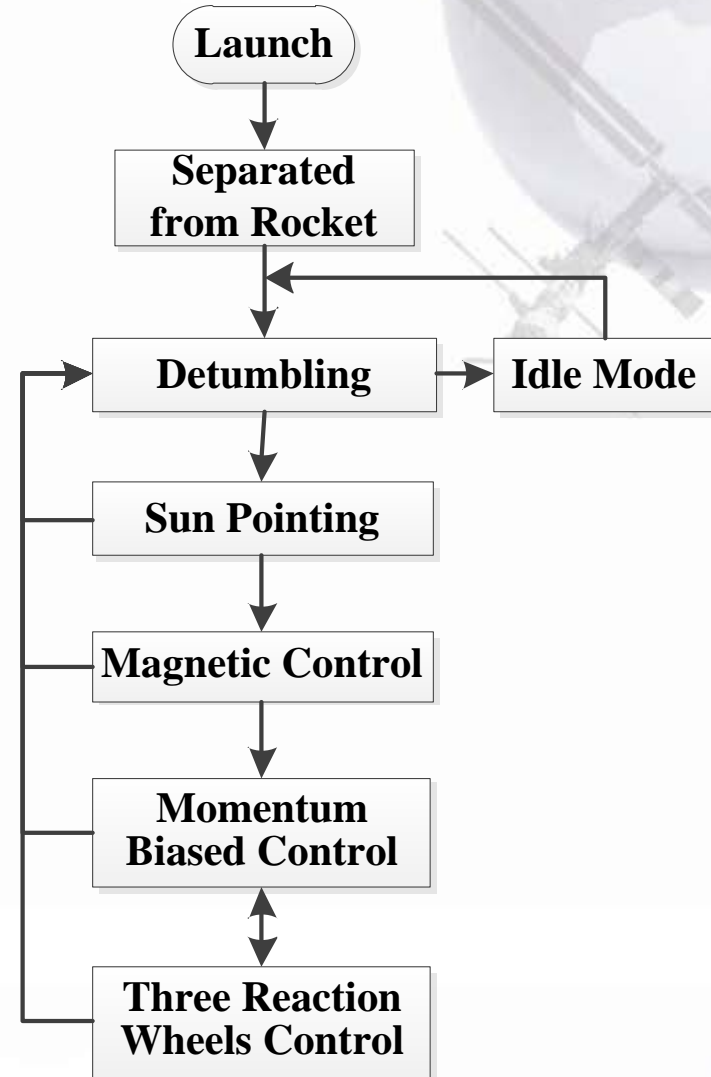 Launch
Separated
from Rocket
Detumbling
Idle Mode
Sun Pointing
Magnetic Control
Momentum
Biased Control
Three Reaction
Wheels Control